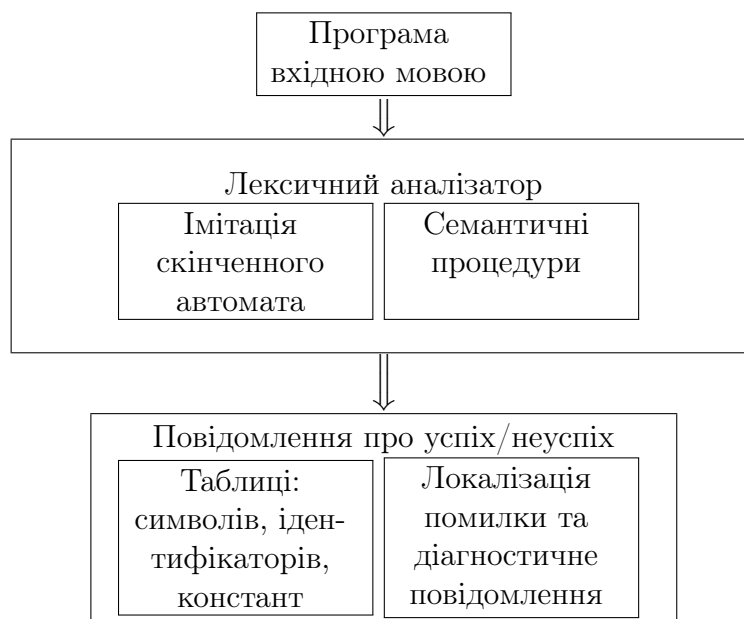 Програма
вхідною мовою
Лексичний аналізатор
Імітація
скінченного
автомата
Семантичні
процедури
Повідомлення про успіх/неуспіх
Таблиці:
символів, іден-
тифікаторів,
констант
Локалізація
помилки та
діагностичне
повідомлення